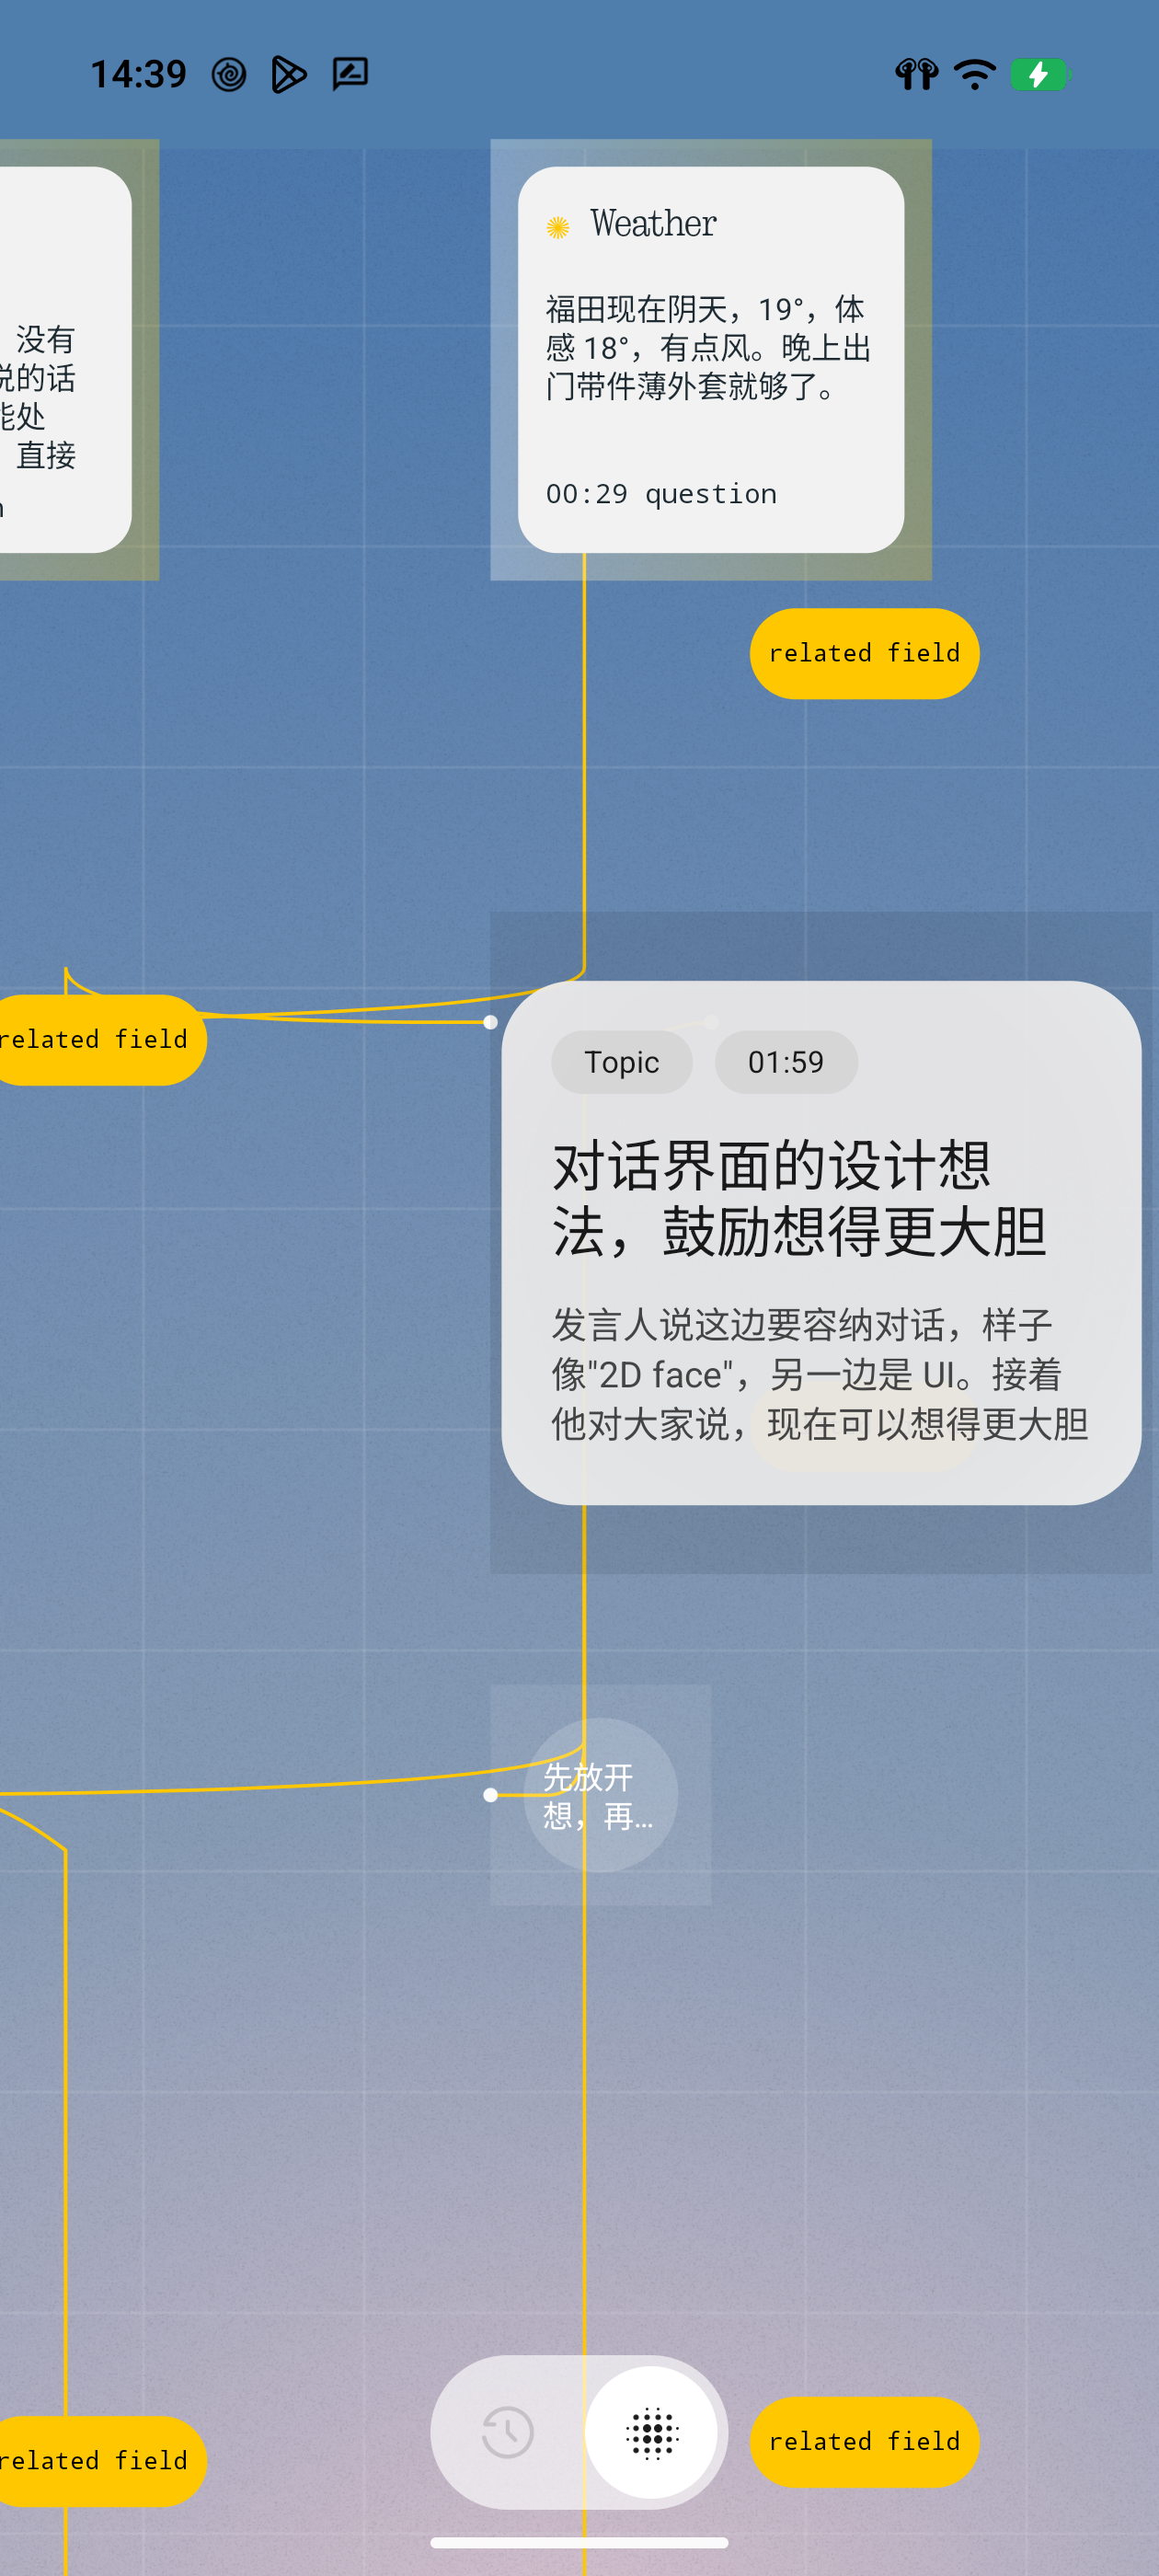 14:39
Weather
福田现在阴天，19°，体
感 18°，有点风。晚上出
门带件薄外套就够了。
00:29 question
没有
说的话
能处
直接
related field
related field
Topic
01:59
对话界面的设计想
法，鼓励想得更大胆
发言人说这边要容纳对话，样子
像"2D face"，另一边是 UI。接着
他对大家说，现在可以想得更大胆
先放开
想，再…
related field
related field